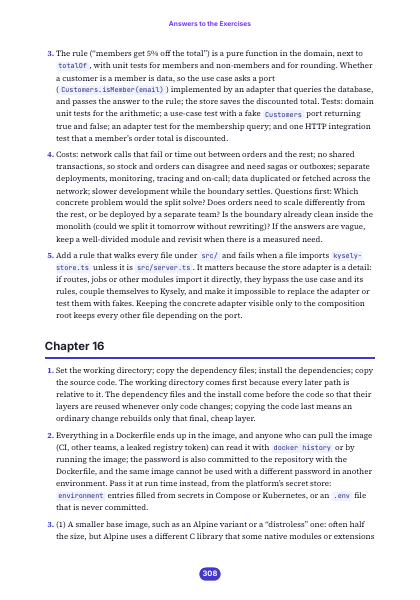 Answers to the Exercises
3. The rule (“members get 5% off the total”) is a pure function in the domain, next to
totalOf, with unit tests for members and non-members and for rounding. Whether
a customer is a member is data, so the use case asks a port
(Customers.isMember(email)) implemented by an adapter that queries the database,
and passes the answer to the rule; the store saves the discounted total. Tests: domain
unit tests for the arithmetic; a use-case test with a fake Customers port returning
true and false; an adapter test for the membership query; and one HTTP integration
test that a member’s order total is discounted.
4. Costs: network calls that fail or time out between orders and the rest; no shared
transactions, so stock and orders can disagree and need sagas or outboxes; separate
deployments, monitoring, tracing and on-call; data duplicated or fetched across the
network; slower development while the boundary settles. Questions first: Which
concrete problem would the split solve? Does orders need to scale differently from
the rest, or be deployed by a separate team? Is the boundary already clean inside the
monolith (could we split it tomorrow without rewriting)? If the answers are vague,
keep a well-divided module and revisit when there is a measured need.
5. Add a rule that walks every file under src/ and fails when a file imports kysely-
store.ts unless it is src/server.ts. It matters because the store adapter is a detail:
if routes, jobs or other modules import it directly, they bypass the use case and its
rules, couple themselves to Kysely, and make it impossible to replace the adapter or
test them with fakes. Keeping the concrete adapter visible only to the composition
root keeps every other file depending on the port.
Chapter 16
1. Set the working directory; copy the dependency files; install the dependencies; copy
the source code. The working directory comes first because every later path is
relative to it. The dependency files and the install come before the code so that their
layers are reused whenever only code changes; copying the code last means an
ordinary change rebuilds only that final, cheap layer.
2. Everything in a Dockerfile ends up in the image, and anyone who can pull the image
(CI, other teams, a leaked registry token) can read it with docker history or by
running the image; the password is also committed to the repository with the
Dockerfile, and the same image cannot be used with a different password in another
environment. Pass it at run time instead, from the platform’s secret store:
environment entries filled from secrets in Compose or Kubernetes, or an .env file
that is never committed.
3. (1) A smaller base image, such as an Alpine variant or a “distroless” one: often half
the size, but Alpine uses a different C library that some native modules or extensions
308